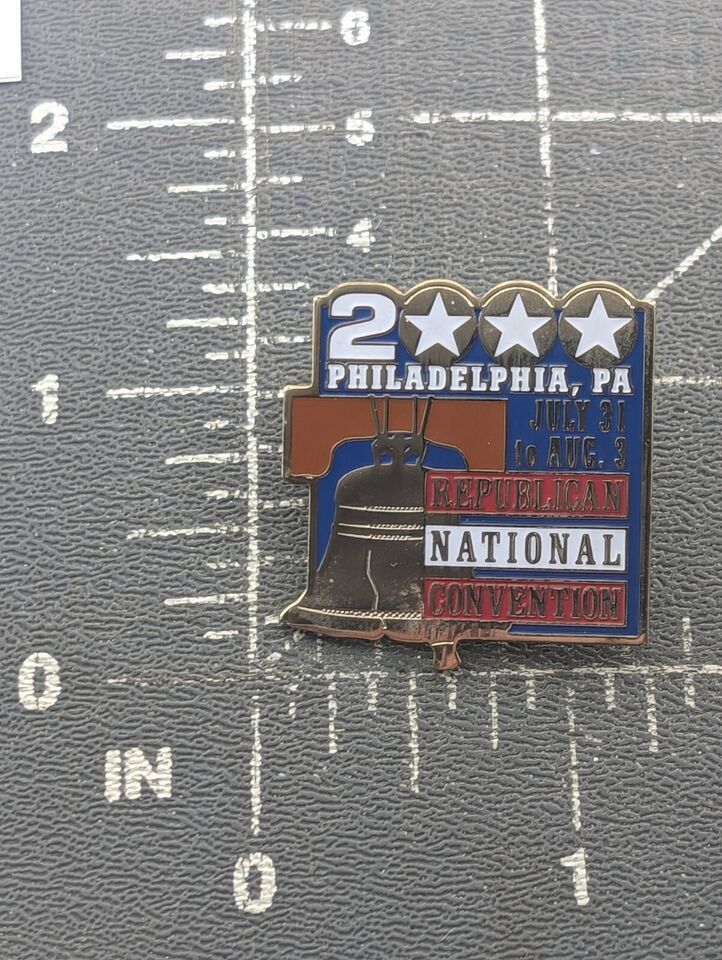 6
2
5
4
2
PHILADELPHIA, PA
1
JULY 31
to AUG. 3
REPUBLICAN
NATIONAL
CONVENTION
0
IN
0
1